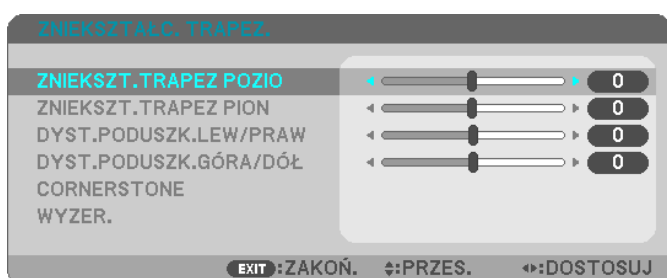 ZNIEKSZTAŁC. TRAPEZ.
ZNIEKSZT.TRAPEZ POZIO 0
ZNIEKSZT.TRAPEZ PION 0
DYST.PODUSZK.LEW/PRAW 0
DYST.PODUSZK.GÓRA/DÓŁ 0
CORNERSTONE
WYZER.
EXIT :ZAKOŃ. :PRZES. :DOSTOSUJ